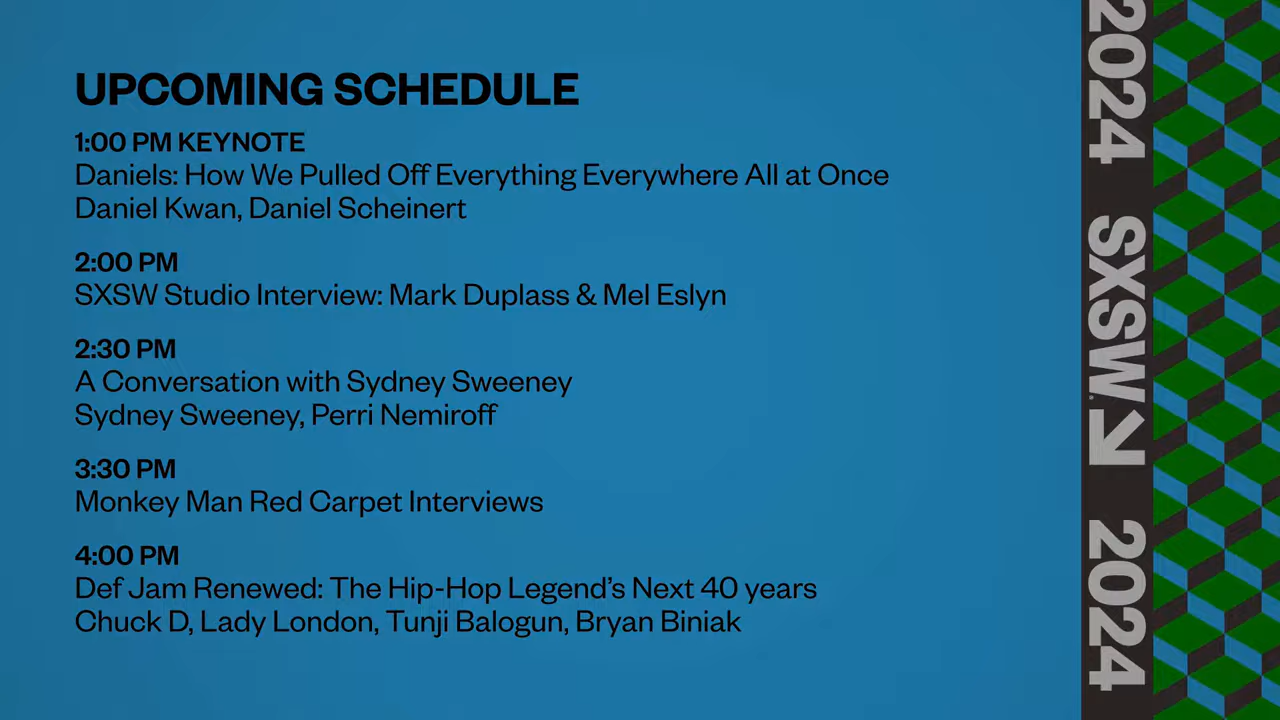 UPCOMING SCHEDULE
1:00 PM KEYNOTE
Daniels: How We Pulled Off Everything Everywhere All at Once
Daniel Kwan, Daniel Scheinert
2:00 PM
SXSW Studio Interview: Mark Duplass & Mel Eslyn
2:30 PM
A Conversation with Sydney Sweeney
Sydney Sweeney, Perri Nemiroff
3:30 PM
Monkey Man Red Carpet Interviews
4:00 PM
Def Jam Renewed: The Hip-Hop Legend’s Next 40 years
Chuck D, Lady London, Tunji Balogun, Bryan Biniak
2024 SXSW. 2024